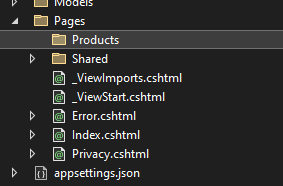 Models
Pages
Products
Shared
_ViewImports.cshtml
_ViewStart.cshtml
Error.cshtml
Index.cshtml
Privacy.cshtml
appsettings.json